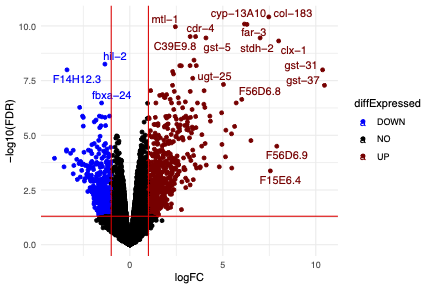 cyp−13A10 col−183
mtl−1
cdr−4 far−3
C39E9.8 gst−5 stdh−2 clx−1
hil−2
gst−31
F14H12.3 ugt−25 gst−37
fbxa−24 F56D6.8
F56D6.9
F15E6.4
10.0
7.5
5.0
2.5
0.0
−log10(FDR)
0 5 10
logFC
diffExpressed
DOWN
NO
UP